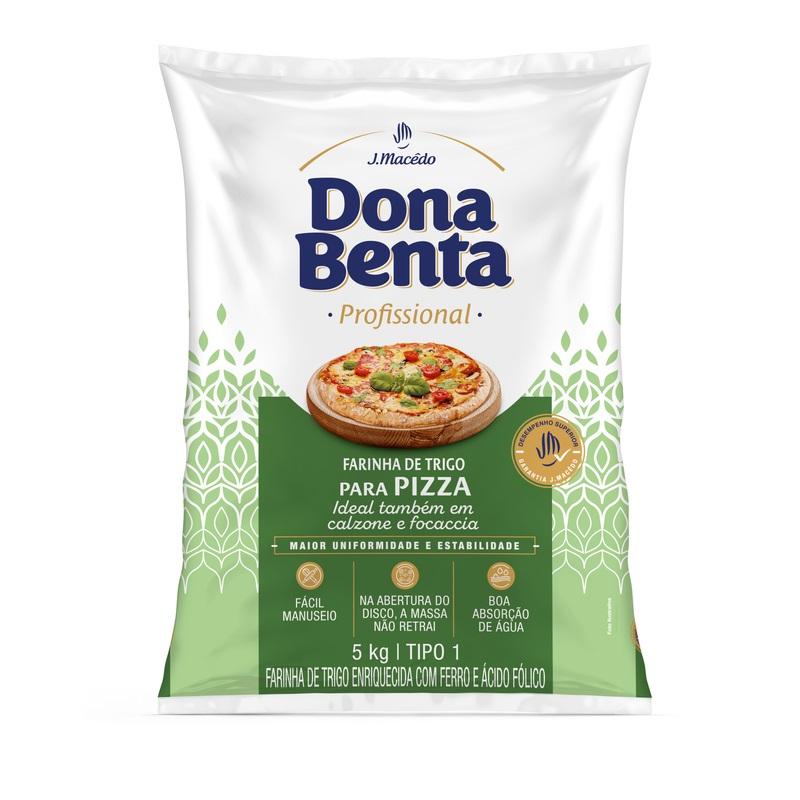 J.Macêdo
Dona
Benta
· Profissional ·
FARINHA DE TRIGO
PARA PIZZA
Ideal também em
calzone e focaccia
MAIOR UNIFORMIDADE E ESTABILIDADE
FÁCIL
MANUSEIO
NA ABERTURA DO
DISCO, A MASSA
NÃO RETRAI
BOA
ABSORÇÃO
DE ÁGUA
5 kg | TIPO 1
FARINHA DE TRIGO ENRIQUECIDA COM FERRO E ÁCIDO FÓLICO
DESEMPENHO SUPERIOR
GARANTIA J.MACÊDO
Foto Ilustrativa